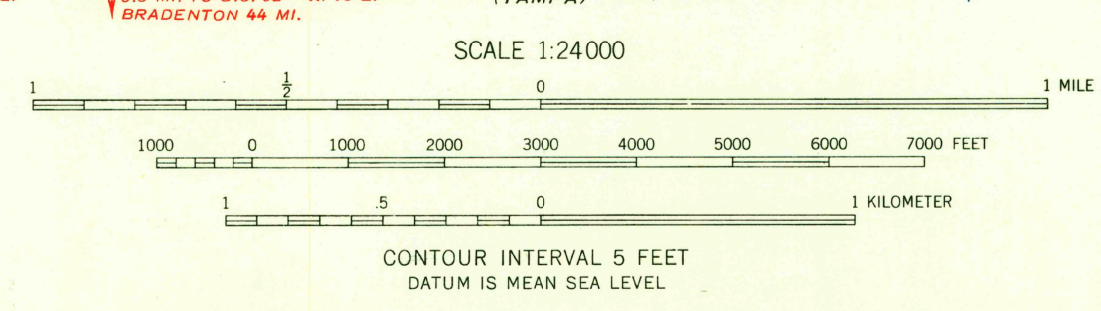 BRADENTON 44 MI.
SCALE 1:24000
1 1/2 0 1 MILE
1000 0 1000 2000 3000 4000 5000 6000 7000 FEET
1 .5 0 1 KILOMETER
CONTOUR INTERVAL 5 FEET
DATUM IS MEAN SEA LEVEL